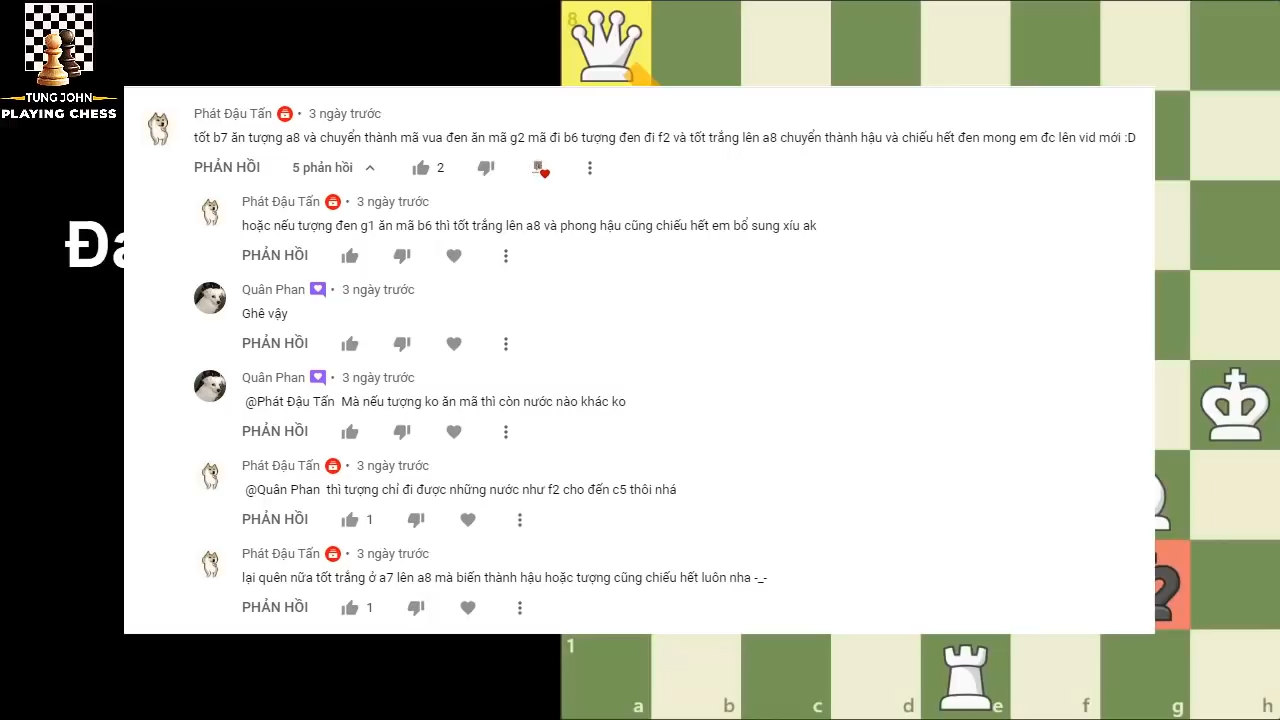 TUNG JOHN
PLAYING CHESS
8
Phát Đậu Tấn • 3 ngày trước
tốt b7 ăn tượng a8 và chuyển thành mã vua đen ăn mã g2 mã đi b6 tượng đen đi f2 và tốt trắng lên a8 chuyển thành hậu và chiếu hết đen mong em đc lên vid mới :D
PHẢN HỒI 5 phản hồi 2
Phát Đậu Tấn • 3 ngày trước
hoặc nếu tượng đen g1 ăn mã b6 thì tốt trắng lên a8 và phong hậu cũng chiếu hết em bổ sung xíu ak
PHẢN HỒI
Đa
Quân Phan • 3 ngày trước
Ghê vậy
PHẢN HỒI
Quân Phan • 3 ngày trước
@Phát Đậu Tấn Mà nếu tượng ko ăn mã thì còn nước nào khác ko
PHẢN HỒI
Phát Đậu Tấn • 3 ngày trước
@Quân Phan thì tượng chỉ đi được những nước như f2 cho đến c5 thôi nhá
PHẢN HỒI 1
Phát Đậu Tấn • 3 ngày trước
lại quên nữa tốt trắng ở a7 lên a8 mà biến thành hậu hoặc tượng cũng chiếu hết luôn nha -_-
PHẢN HỒI 1
1
a b c d e f g h